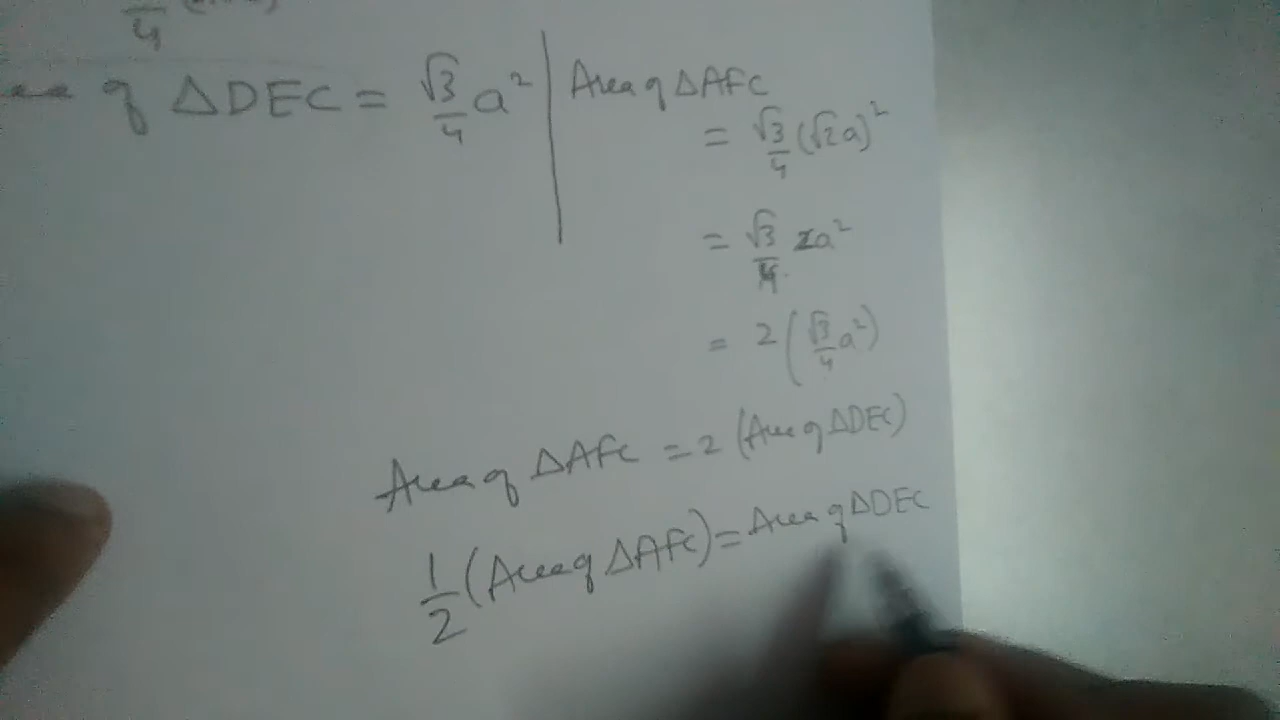 4
of ΔDEC = √3/4 a²
Area of ΔAFC
= √3/4 (√2a)²
= √3/4 2a²
= 2 (√3/4 a²)
Area of ΔAFC = 2 (Area of ΔDEC)
1/2 (Area of ΔAFC) = Area of ΔDEC